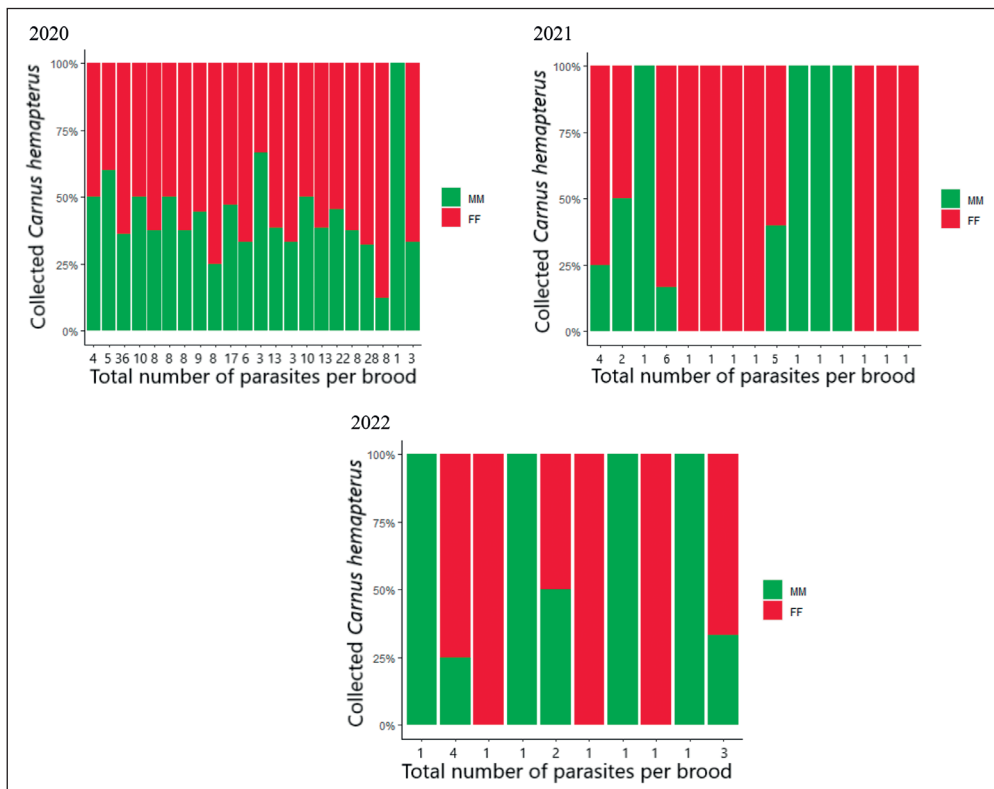 2020
100%
75%
50%
25%
0%
Collected Carnus hemapterus
4 5 36 10 8 8 8 9 8 17 6 3 13 3 10 13 22 8 28 8 1 3
Total number of parasites per brood
MM
FF
2021
100%
75%
50%
25%
0%
Collected Carnus hemapterus
4 2 1 6 1 1 1 1 5 1 1 1 1 1 1
Total number of parasites per brood
MM
FF
2022
100%
75%
50%
25%
0%
Collected Carnus hemapterus
1 4 1 1 2 1 1 1 1 3
Total number of parasites per brood
MM
FF